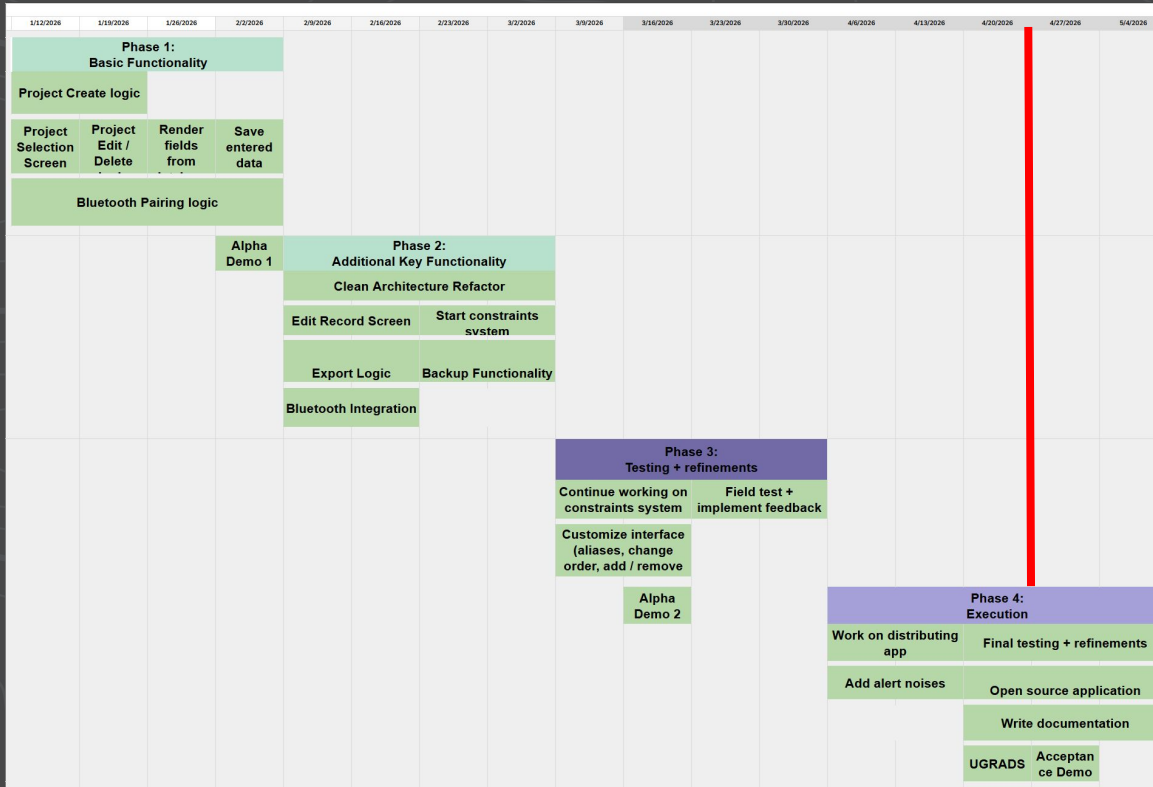 1/12/2026 1/19/2026 1/26/2026 2/2/2026 2/9/2026 2/16/2026 2/23/2026 3/2/2026 3/9/2026 3/16/2026 3/23/2026 3/30/2026 4/6/2026 4/13/2026 4/20/2026 4/27/2026 5/4/2026
Phase 1:
Basic Functionality
Project Create logic
Project
Selection
Screen
Project
Edit /
Delete
Render
fields
from
Save
entered
data
Bluetooth Pairing logic
Alpha
Demo 1
Phase 2:
Additional Key Functionality
Clean Architecture Refactor
Edit Record Screen
Start constraints
system
Export Logic
Backup Functionality
Bluetooth Integration
Phase 3:
Testing + refinements
Continue working on
constraints system
Field test +
implement feedback
Customize interface
(aliases, change
order, add / remove
Alpha
Demo 2
Phase 4:
Execution
Work on distributing
app
Final testing + refinements
Add alert noises
Open source application
Write documentation
UGRADS
Acceptan
ce Demo